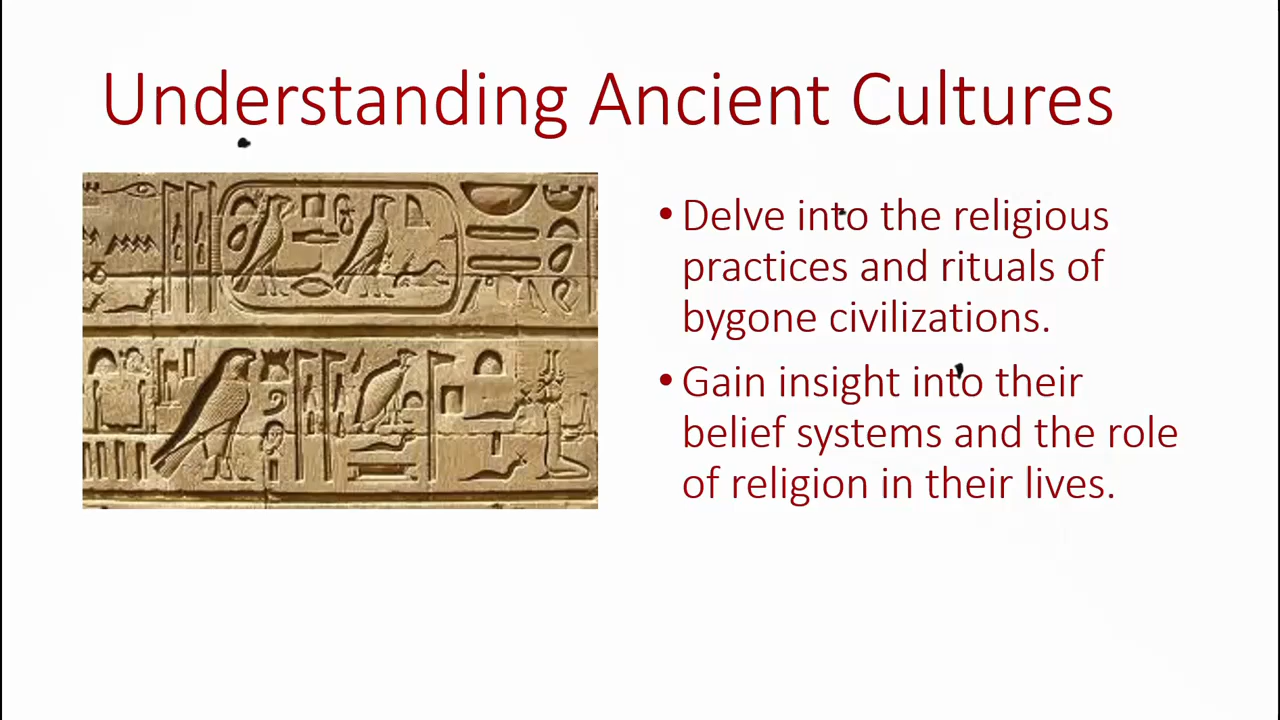 Understanding Ancient Cultures
• Delve into the religious
practices and rituals of
bygone civilizations.
• Gain insight into their
belief systems and the role
of religion in their lives.